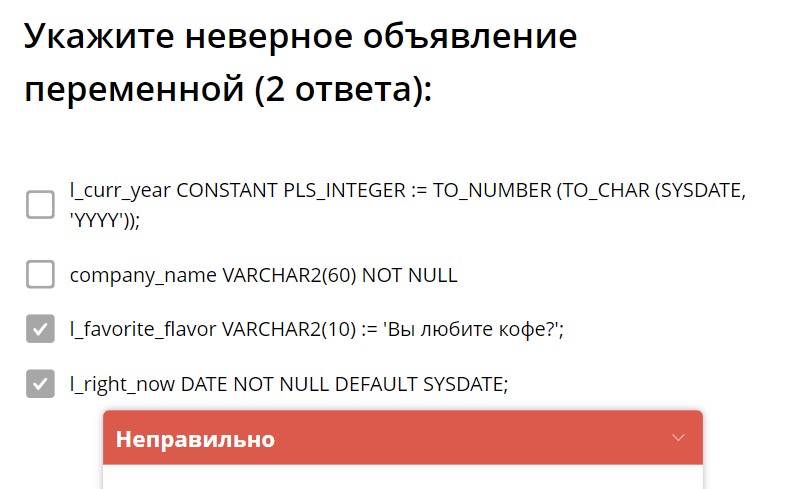 Укажите неверное объявление
переменной (2 ответа):
l_curr_year CONSTANT PLS_INTEGER := TO_NUMBER (TO_CHAR (SYSDATE,
'YYYY'));
company_name VARCHAR2(60) NOT NULL
l_favorite_flavor VARCHAR2(10) := 'Вы любите кофе?';
l_right_now DATE NOT NULL DEFAULT SYSDATE;
Неправильно